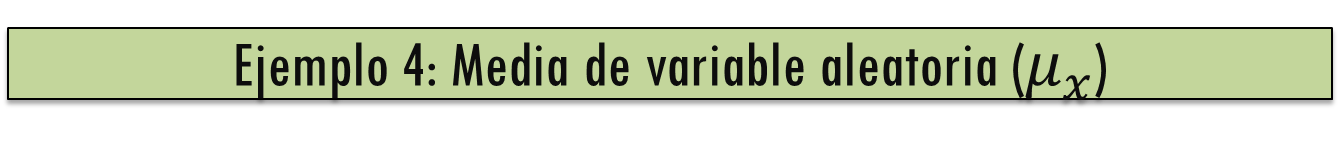 Ejemplo 4: Media de variable aleatoria (𝜇𝑥)